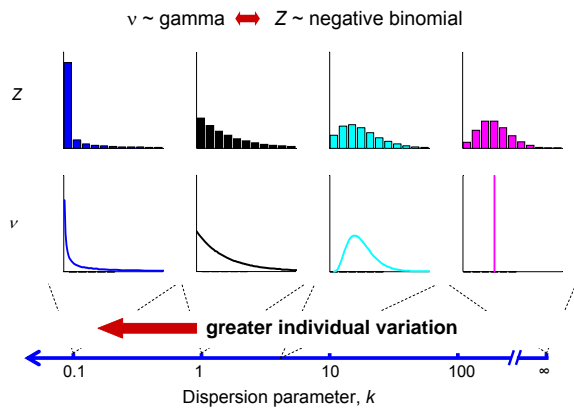 ν ~ gamma ⟷ Z ~ negative binomial
Z
ν
greater individual variation
0.1 1 10 100 ∞
Dispersion parameter, k